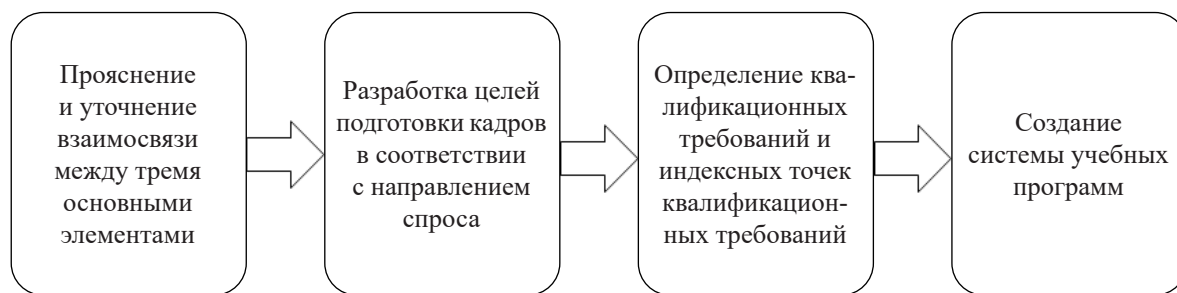 Прояснение
и уточнение
взаимосвязи
между тремя
основными
элементами
Разработка целей
подготовки кадров
в соответствии
с направлением
спроса
Определение ква-
лификационных
требований и
индексных точек
квалификацион-
ных требований
Создание
системы учебных
программ